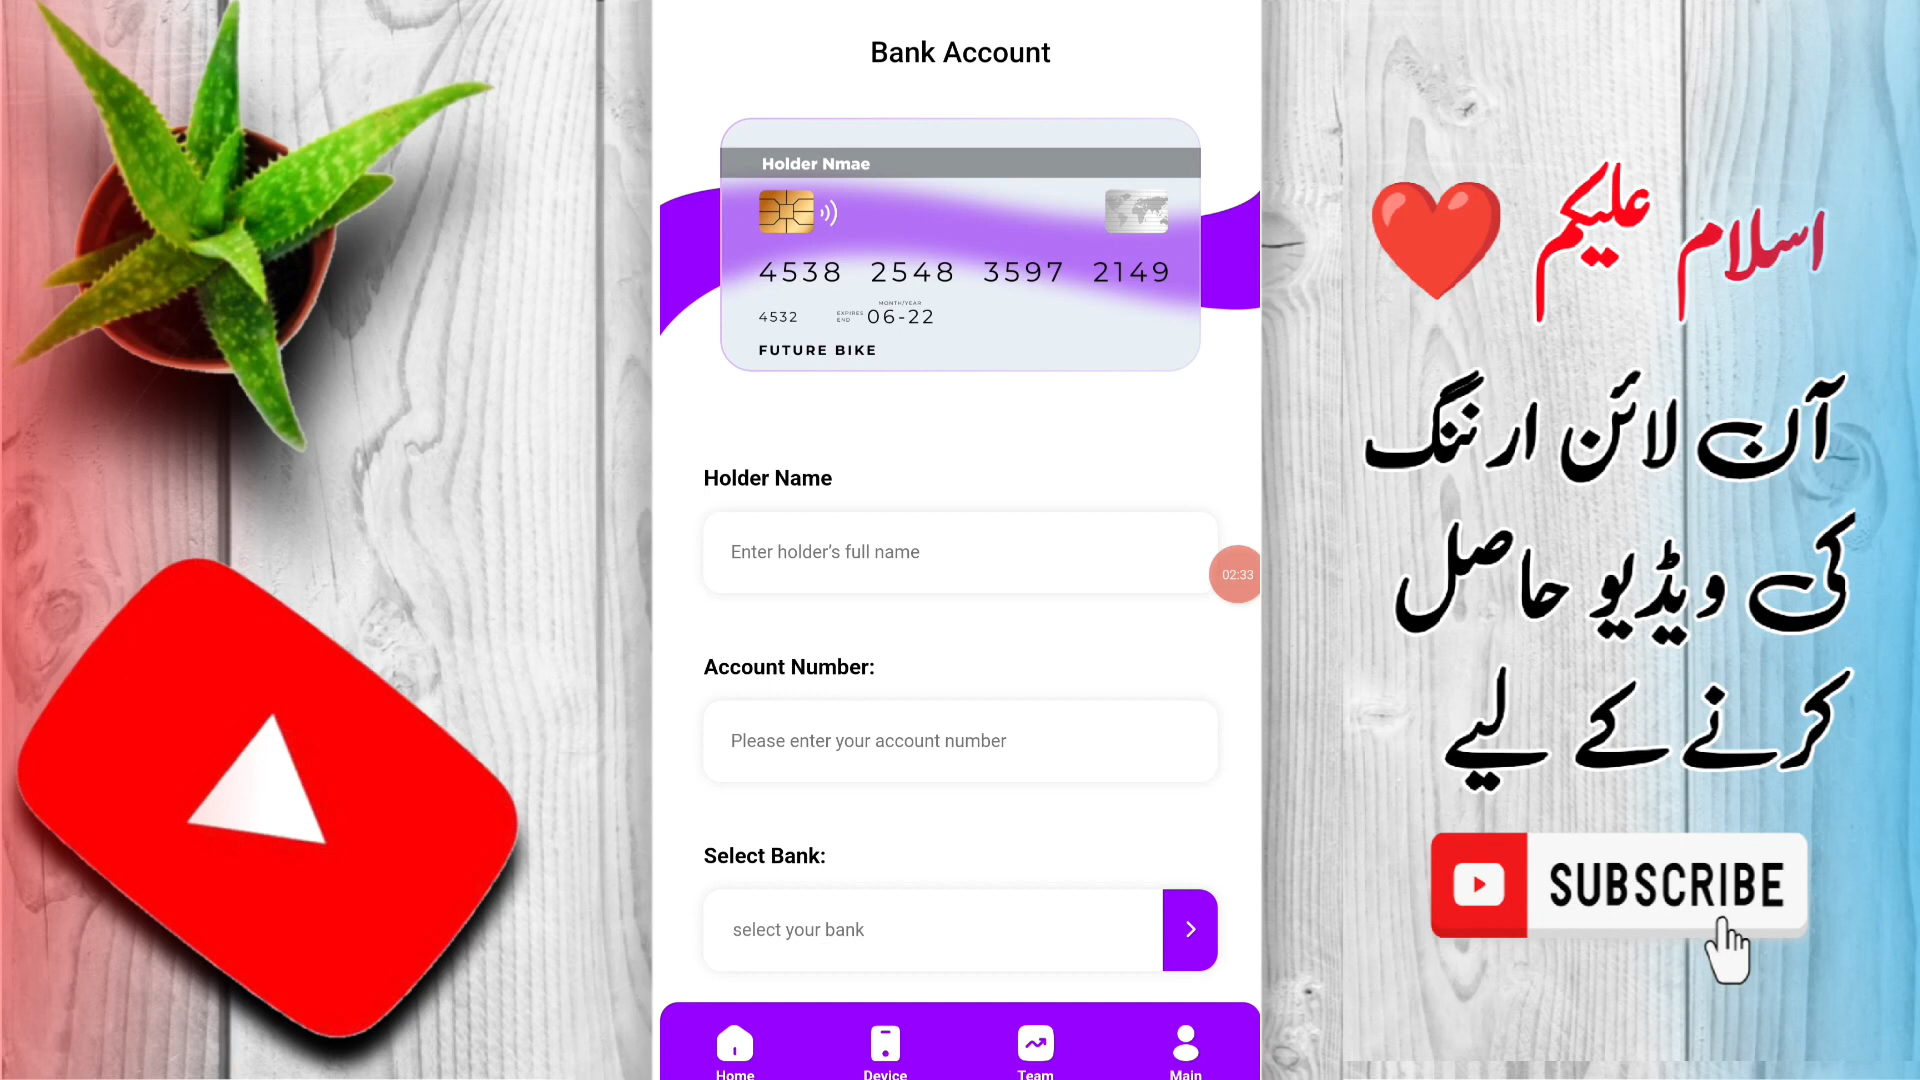 Bank Account
Holder Nmae
4538 2548 3597 2149
MONTH/YEAR
4532 EXPIRES END 06-22
FUTURE BIKE
Holder Name
Enter holder’s full name
02:33
Account Number:
Please enter your account number
Select Bank:
select your bank
Home Device Team Main
اسلام علیکم
آن لائن ارننگ
کی ویڈیو حاصل
کرنے کے لیے
SUBSCRIBE